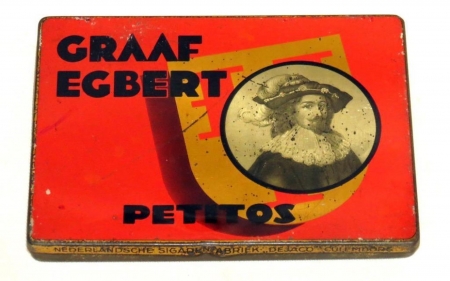 GRAAF
EGBERT
PETITOS
NEDERLANDSCHE SIGARENFABRIEK